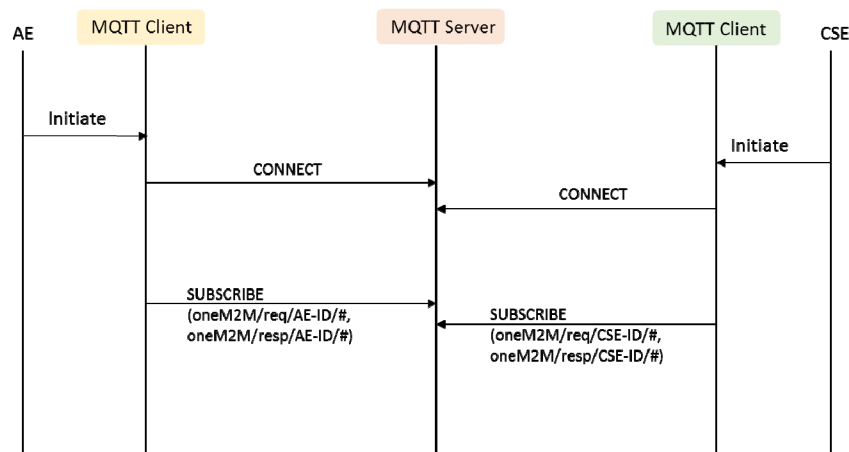 AE
MQTT Client
MQTT Server
MQTT Client
CSE
Initiate
Initiate
CONNECT
CONNECT
SUBSCRIBE
(oneM2M/req/AE-ID/#,
oneM2M/resp/AE-ID/#)
SUBSCRIBE
(oneM2M/req/CSE-ID/#,
oneM2M/resp/CSE-ID/#)